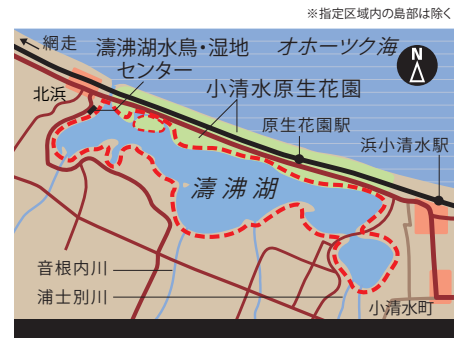 ※指定区域内の島部は除く
網走
濤沸湖水鳥・湿地
センター
オホーツク海
N
北浜
小清水原生花園
原生花園駅
浜小清水駅
濤沸湖
音根内川
浦士別川
小清水町